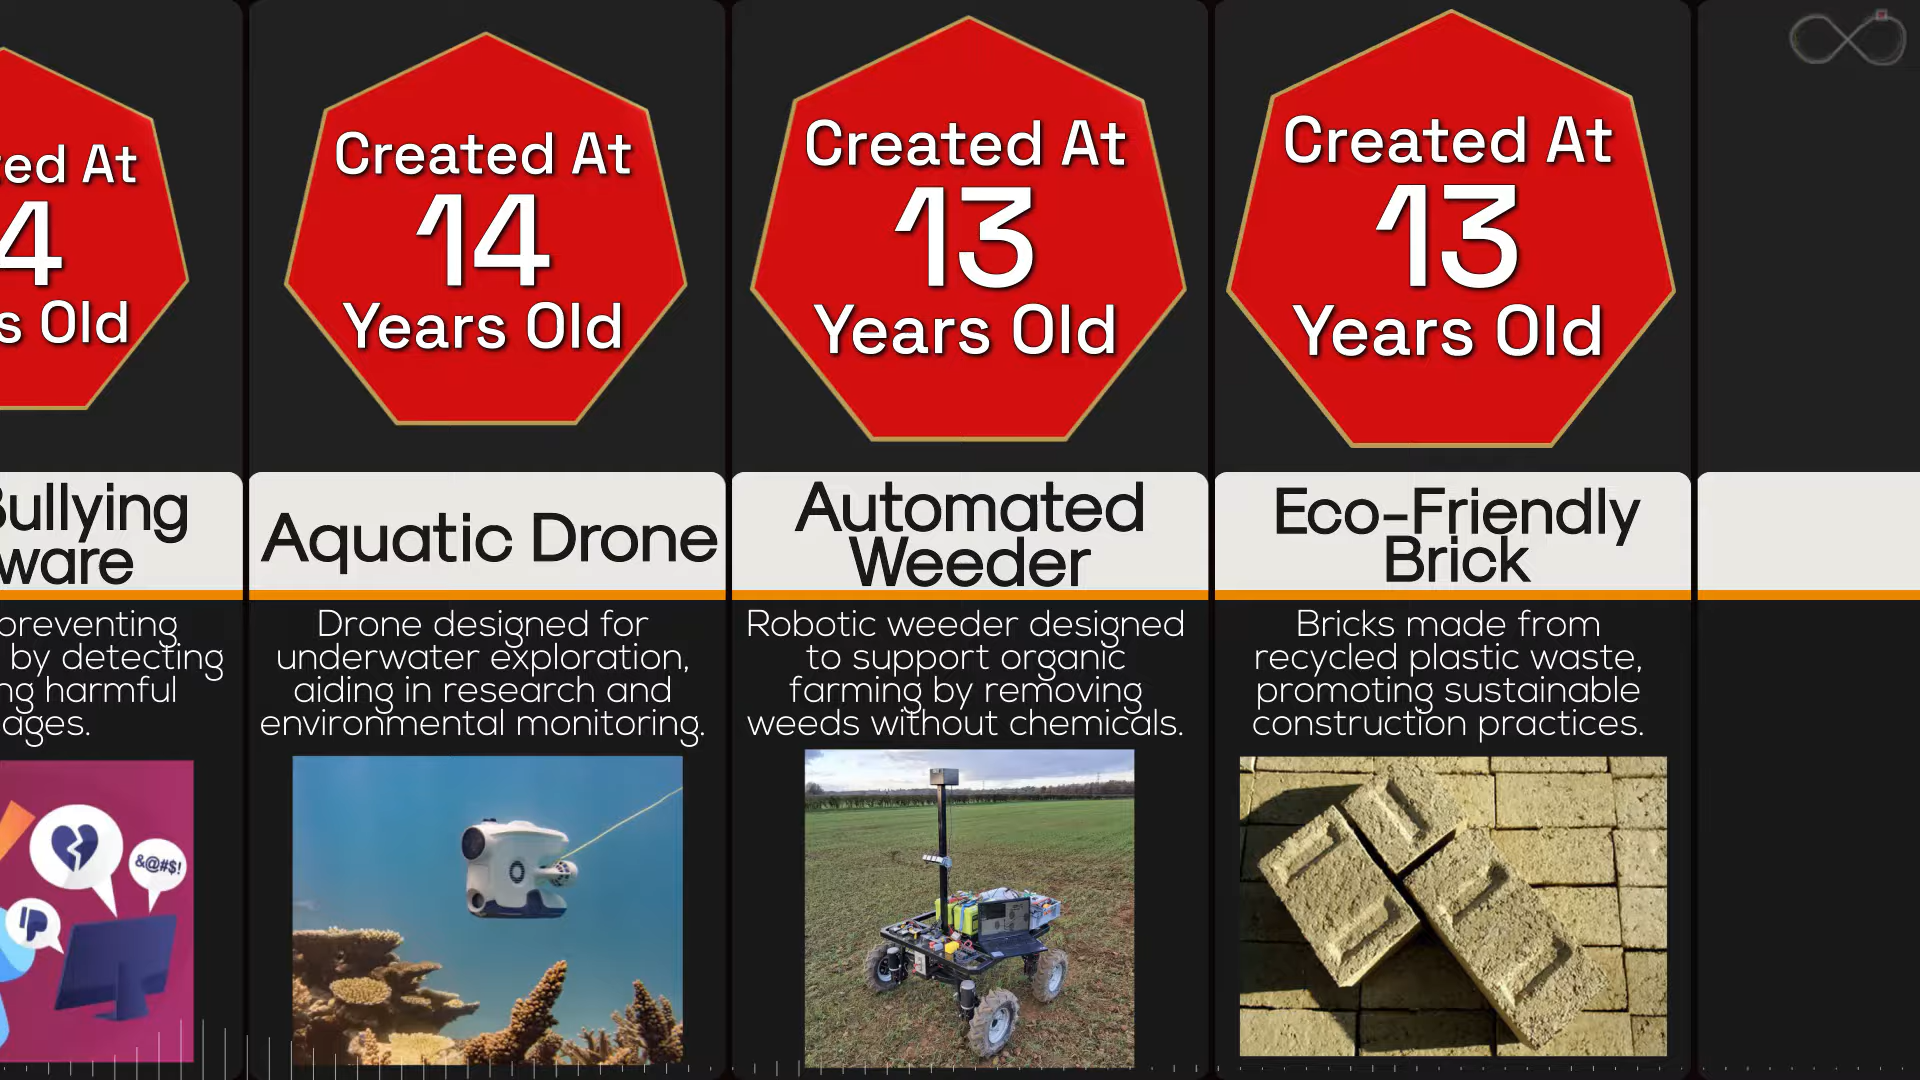 ted At
4
s Old
Bullying
ware
preventing
by detecting
ng harmful
ages.
&@#$!
Created At
14
Years Old
Aquatic Drone
Drone designed for
underwater exploration,
aiding in research and
environmental monitoring.
Created At
13
Years Old
Automated
Weeder
Robotic weeder designed
to support organic
farming by removing
weeds without chemicals.
Created At
13
Years Old
Eco-Friendly
Brick
Bricks made from
recycled plastic waste,
promoting sustainable
construction practices.